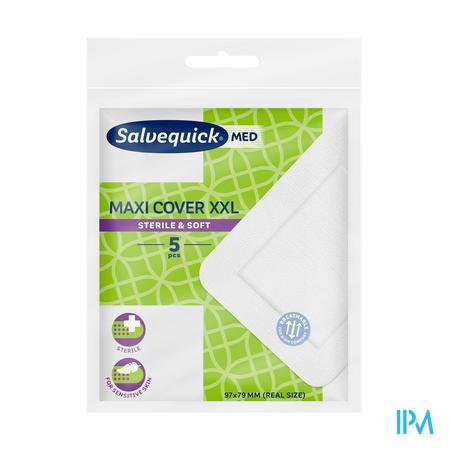 Salvequick® MED
MAXI COVER XXL
STERILE & SOFT
5
pcs
BREATHABLE
STERILE
FOR SENSITIVE SKIN
97x79 MM (REAL SIZE)
IPM